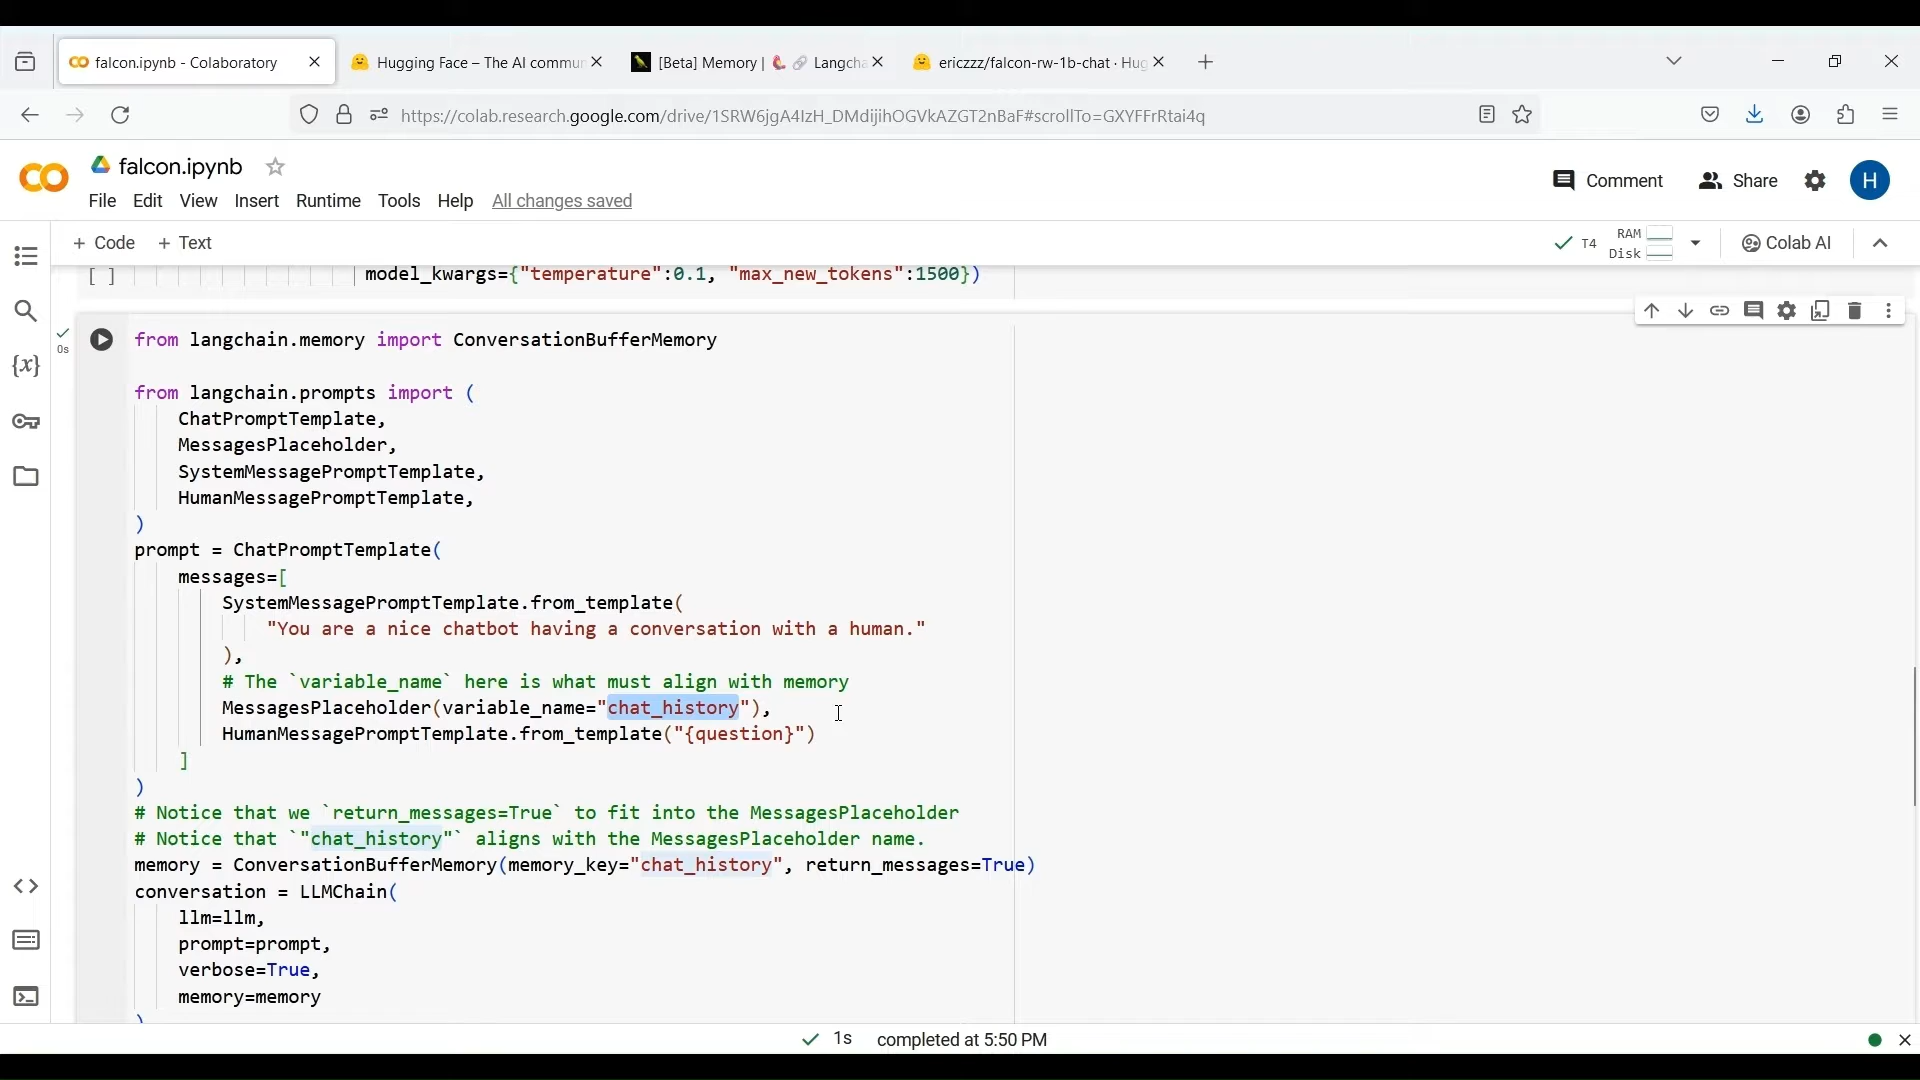 falcon.ipynb - Colaboratory
Hugging Face – The AI commun
[Beta] Memory | 🦜️🔗 Langcha
ericzzz/falcon-rw-1b-chat · Hug
https://colab.research.google.com/drive/1SRW6jgA4IzH_DMdijihOGVkAZGT2nBaF#scrollTo=GXYFFrRtai4q
falcon.ipynb
Comment
Share
H
File Edit View Insert Runtime Tools Help All changes saved
+ Code + Text
T4
RAM
Disk
Colab AI
[ ]
model_kwargs={"temperature":0.1, "max_new_tokens":1500})
0s
from langchain.memory import ConversationBufferMemory
from langchain.prompts import (
ChatPromptTemplate,
MessagesPlaceholder,
SystemMessagePromptTemplate,
HumanMessagePromptTemplate,
)
prompt = ChatPromptTemplate(
messages=[
SystemMessagePromptTemplate.from_template(
"You are a nice chatbot having a conversation with a human."
),
# The `variable_name` here is what must align with memory
MessagesPlaceholder(variable_name="chat_history"),
HumanMessagePromptTemplate.from_template("{question}")
]
)
# Notice that we `return_messages=True` to fit into the MessagesPlaceholder
# Notice that `"chat_history"` aligns with the MessagesPlaceholder name.
memory = ConversationBufferMemory(memory_key="chat_history", return_messages=True)
conversation = LLMChain(
llm=llm,
prompt=prompt,
verbose=True,
memory=memory
)
1s completed at 5:50 PM